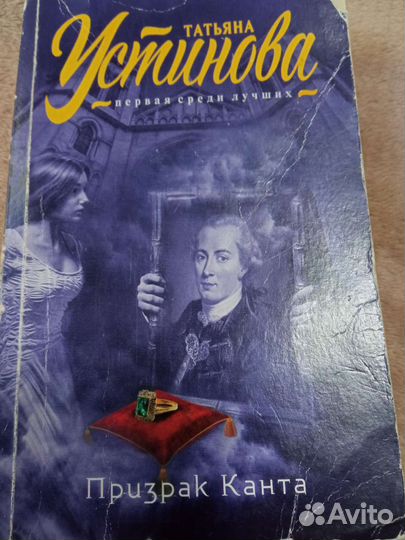 ТАТЬЯНА
Устинова
первая среди лучших
Призрак Канта
Avito